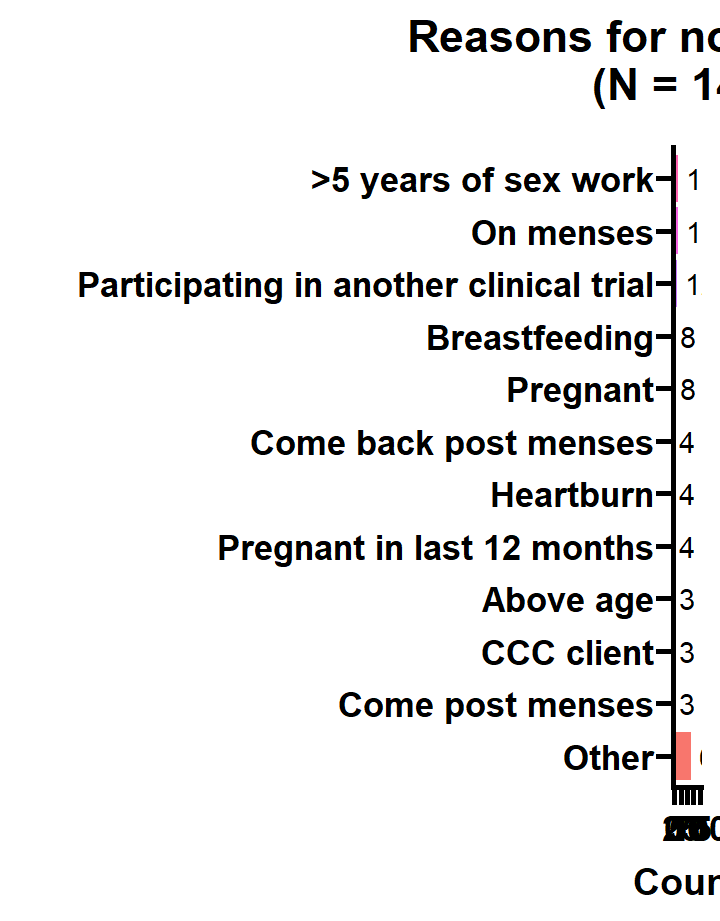 Reasons for no
(N = 14
>5 years of sex work 1
On menses 1
Participating in another clinical trial 1
Breastfeeding 8
Pregnant 8
Come back post menses 4
Heartburn 4
Pregnant in last 12 months 4
Above age 3
CCC client 3
Come post menses 3
Other
Coun